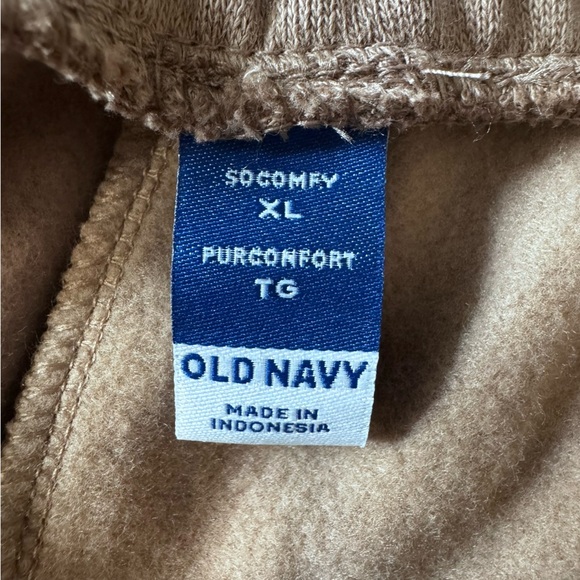 SOCOMFY
XL
PURCONFORT
TG
OLD NAVY
MADE IN
INDONESIA